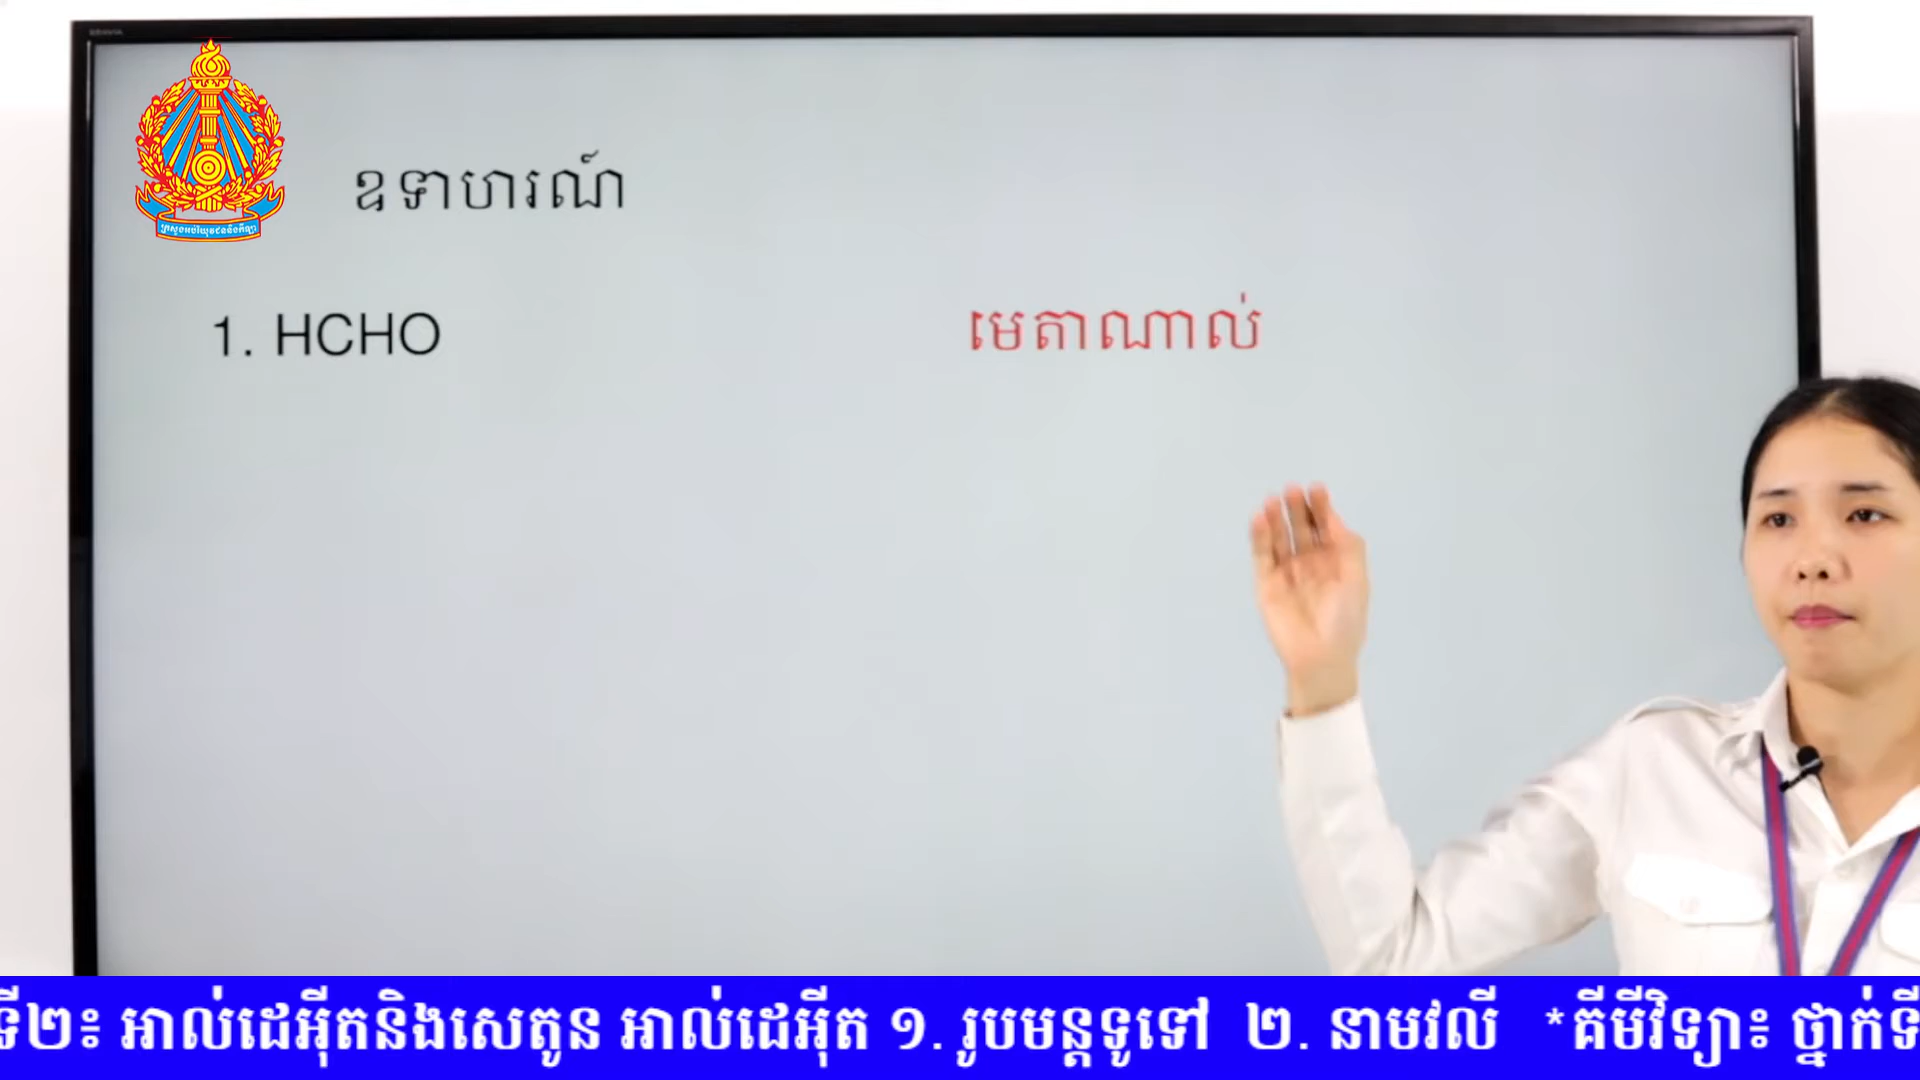 ឧទាហរណ៍
1. HCHO
មេតាណាល់
ទី២៖ អាល់ដេអ៊ីតនិងសេតូន អាល់ដេអ៊ីត ១. រូបមន្តទូទៅ ២. នាមវលី *គីមីវិទ្យា៖ ថ្នាក់ទី